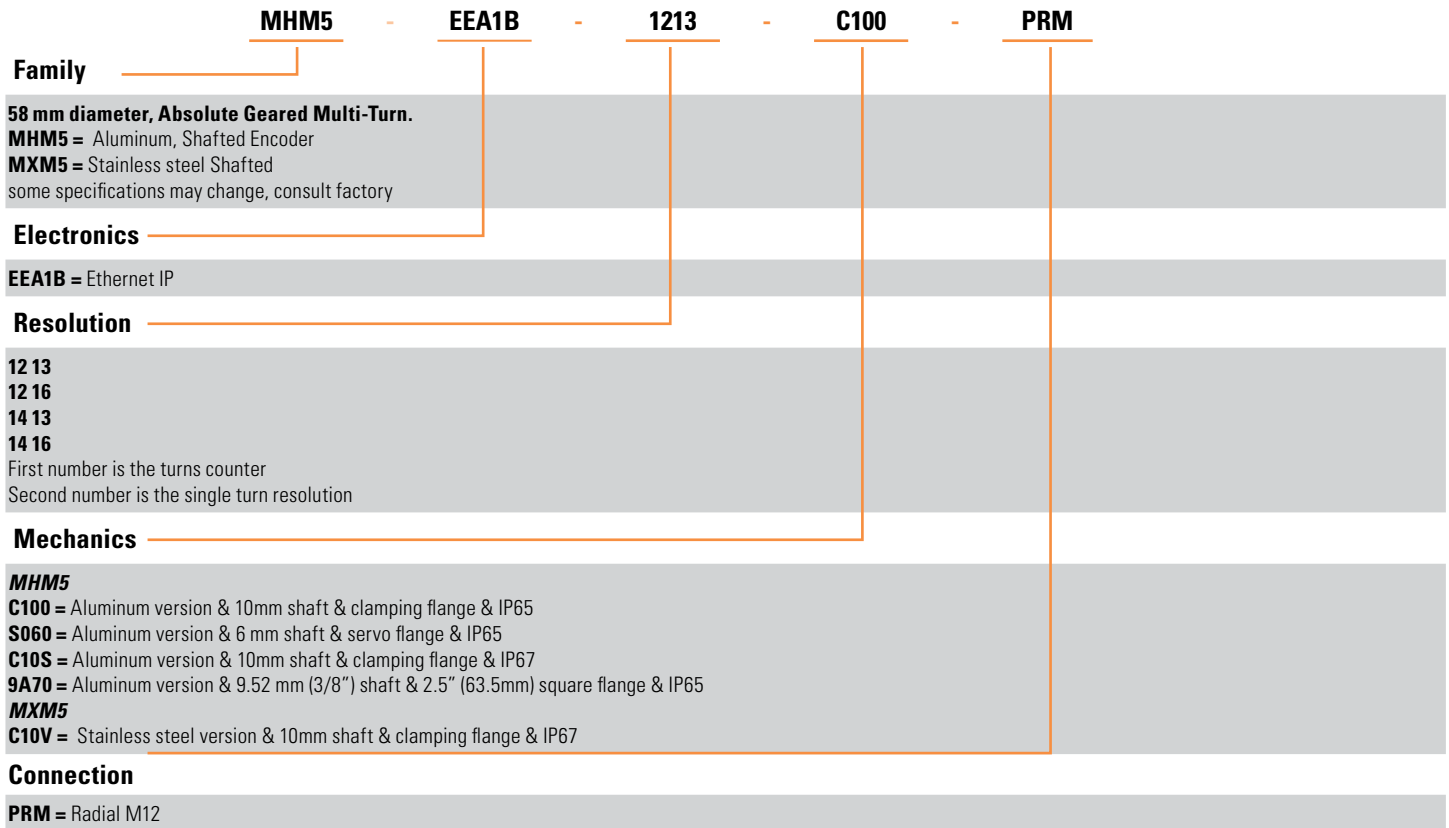 MHM5 - EEA1B - 1213 - C100 - PRM
Family
58 mm diameter, Absolute Geared Multi-Turn.
MHM5 = Aluminum, Shafted Encoder
MXM5 = Stainless steel Shafted
some specifications may change, consult factory
Electronics
EEA1B = Ethernet IP
Resolution
12 13
12 16
14 13
14 16
First number is the turns counter
Second number is the single turn resolution
Mechanics
MHM5
C100 = Aluminum version & 10mm shaft & clamping flange & IP65
S060 = Aluminum version & 6 mm shaft & servo flange & IP65
C10S = Aluminum version & 10mm shaft & clamping flange & IP67
9A70 = Aluminum version & 9.52 mm (3/8”) shaft & 2.5” (63.5mm) square flange & IP65
MXM5
C10V = Stainless steel version & 10mm shaft & clamping flange & IP67
Connection
PRM = Radial M12